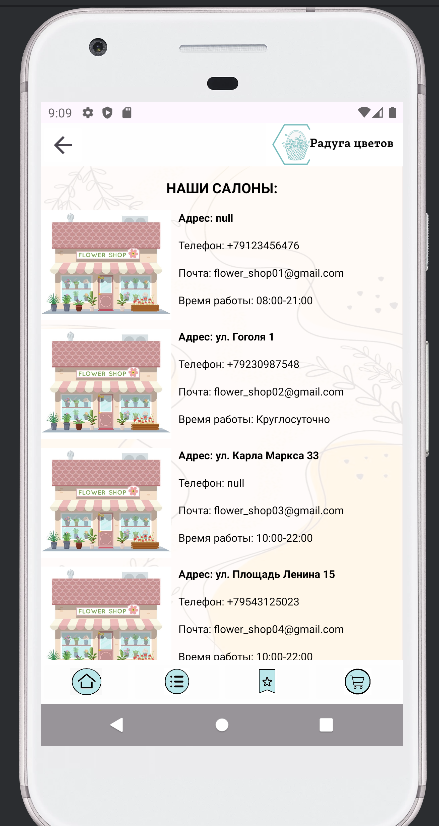 9:09
Радуга цветов
НАШИ САЛОНЫ:
FLOWER SHOP
Адрес: null
Телефон: +79123456476
Почта: flower_shop01@gmail.com
Время работы: 08:00-21:00
FLOWER SHOP
Адрес: ул. Гоголя 1
Телефон: +79230987548
Почта: flower_shop02@gmail.com
Время работы: Круглосуточно
FLOWER SHOP
Адрес: ул. Карла Маркса 33
Телефон: null
Почта: flower_shop03@gmail.com
Время работы: 10:00-22:00
FLOWER SHOP
Адрес: ул. Площадь Ленина 15
Телефон: +79543125023
Почта: flower_shop04@gmail.com
Время работы: 10:00-22:00